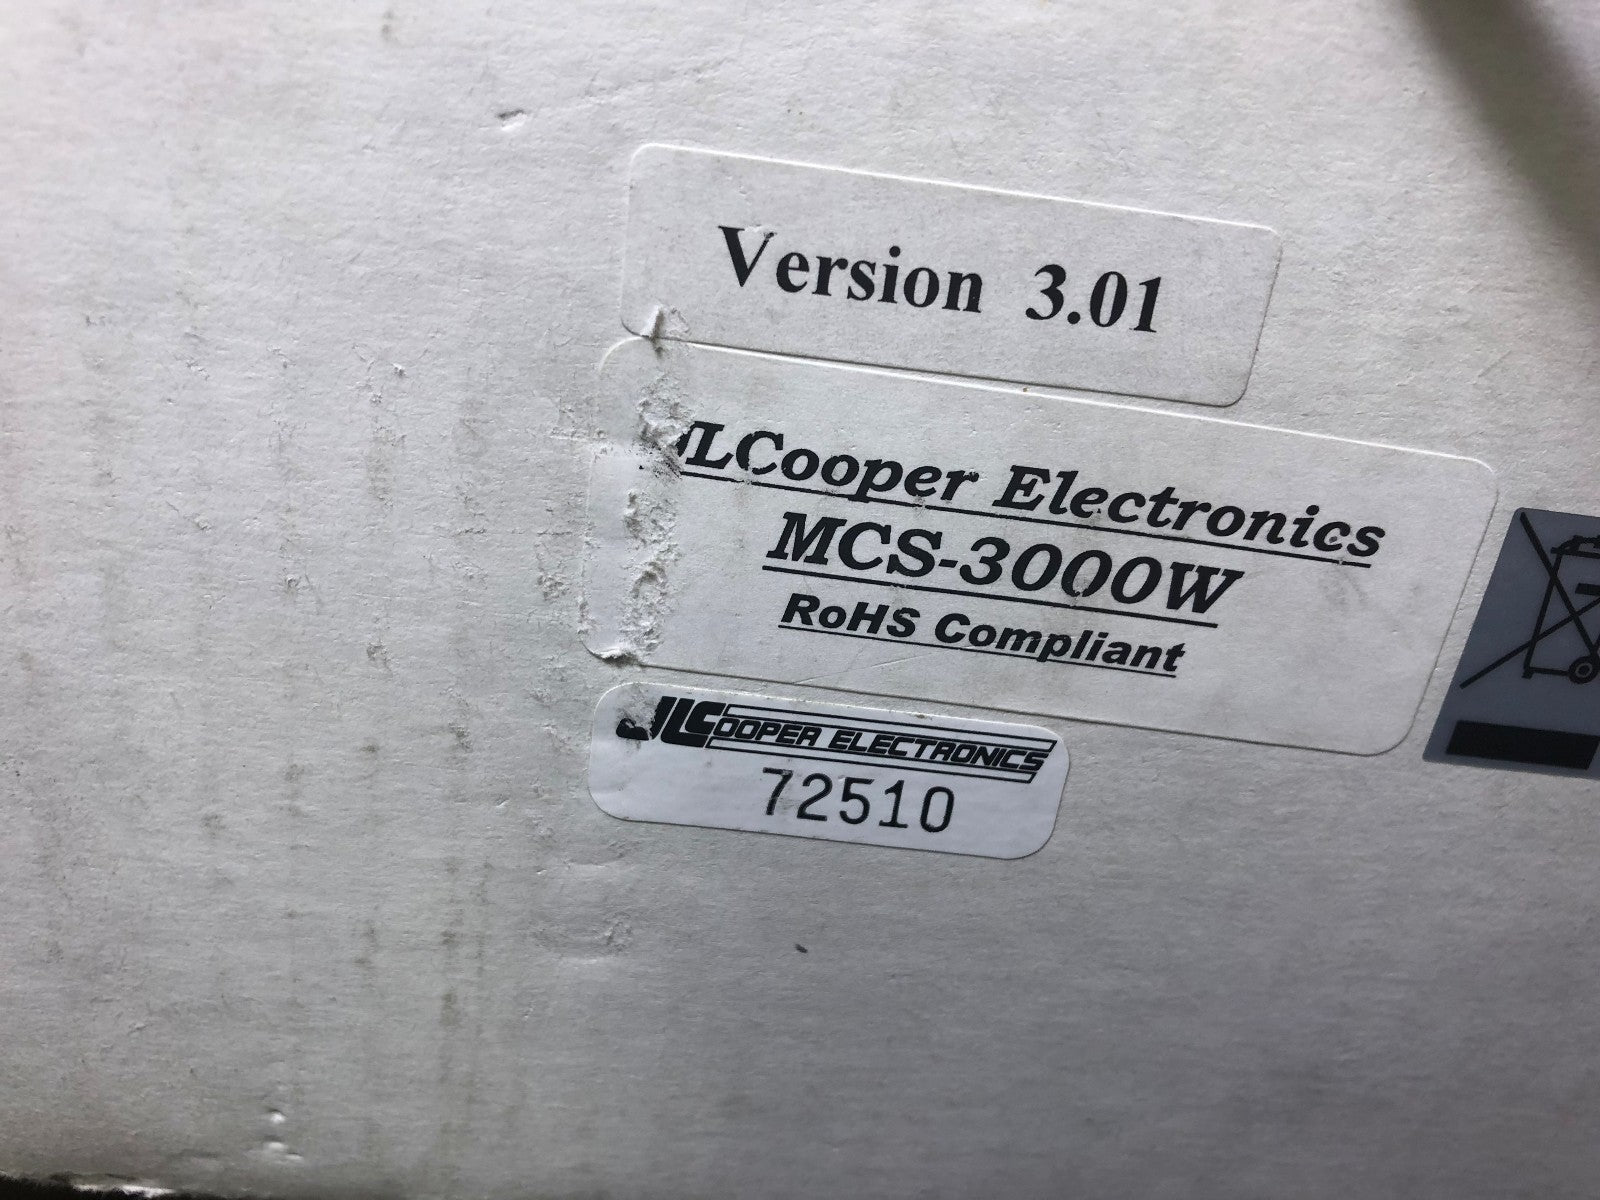 Version 3.01
JLCooper Electronics
MCS-3000W
RoHS Compliant
JLCOOPER ELECTRONICS
72510